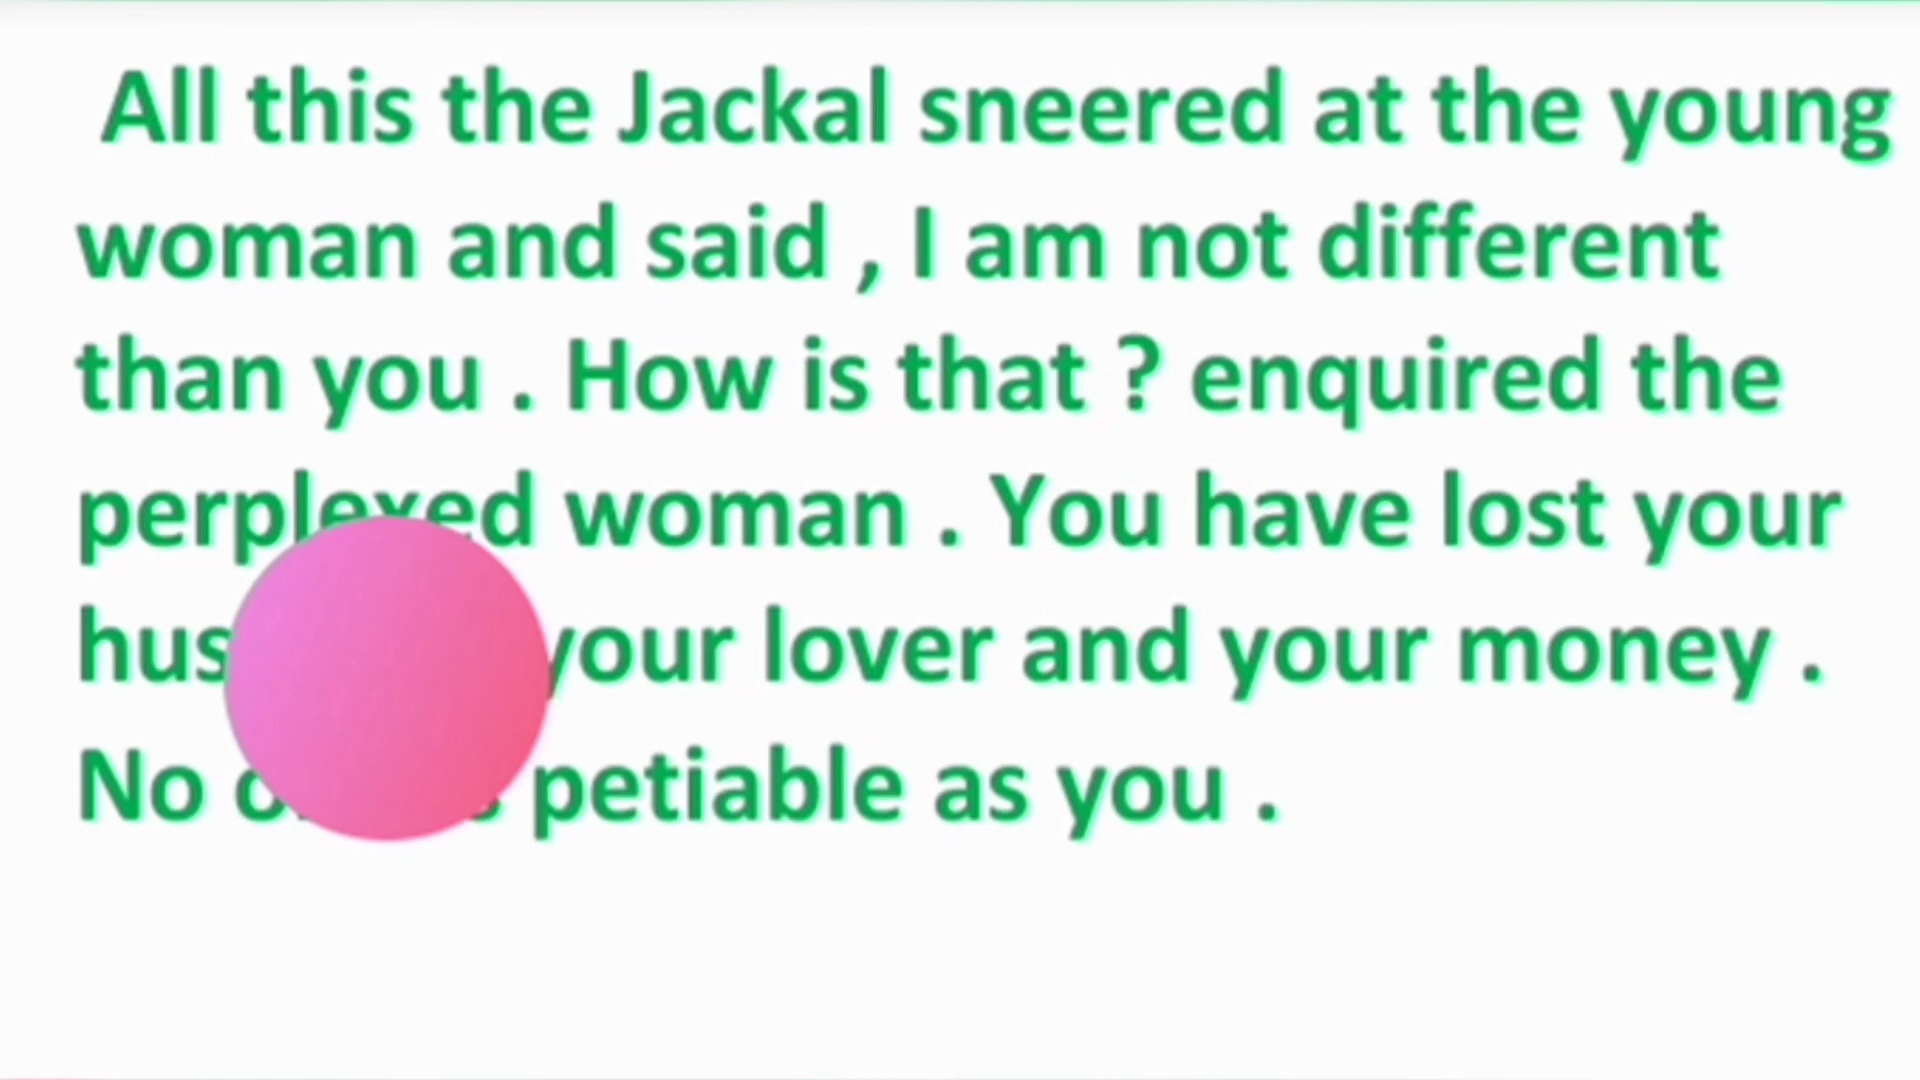 All this the Jackal sneered at the young
woman and said , I am not different
than you . How is that ? enquired the
perplexed woman . You have lost your
your lover and your money .
No petiable as you .